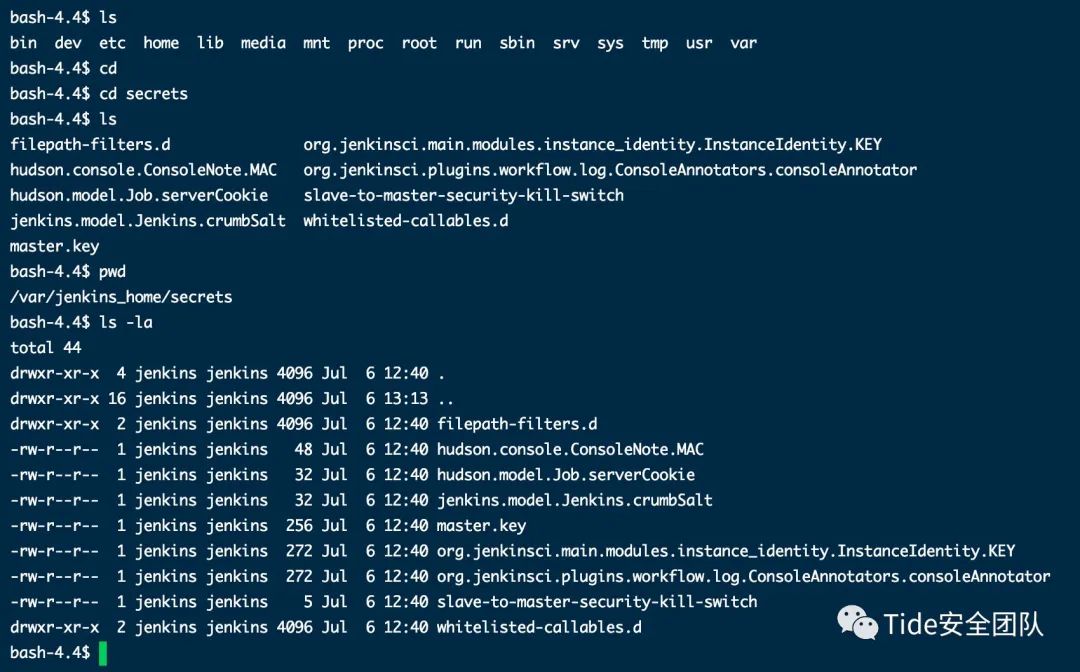 bash-4.4$ ls
bin  dev  etc  home  lib  media  mnt  proc  root  run  sbin  srv  sys  tmp  usr  var
bash-4.4$ cd
bash-4.4$ cd secrets
bash-4.4$ ls
filepath-filters.d               org.jenkinsci.main.modules.instance_identity.InstanceIdentity.KEY
hudson.console.ConsoleNote.MAC   org.jenkinsci.plugins.workflow.log.ConsoleAnnotators.consoleAnnotator
hudson.model.Job.serverCookie    slave-to-master-security-kill-switch
jenkins.model.Jenkins.crumbSalt  whitelisted-callables.d
master.key
bash-4.4$ pwd
/var/jenkins_home/secrets
bash-4.4$ ls -la
total 44
drwxr-xr-x  4 jenkins jenkins 4096 Jul  6 12:40 .
drwxr-xr-x 16 jenkins jenkins 4096 Jul  6 13:13 ..
drwxr-xr-x  2 jenkins jenkins 4096 Jul  6 12:40 filepath-filters.d
-rw-r--r--  1 jenkins jenkins   48 Jul  6 12:40 hudson.console.ConsoleNote.MAC
-rw-r--r--  1 jenkins jenkins   32 Jul  6 12:40 hudson.model.Job.serverCookie
-rw-r--r--  1 jenkins jenkins   32 Jul  6 12:40 jenkins.model.Jenkins.crumbSalt
-rw-r--r--  1 jenkins jenkins  256 Jul  6 12:40 master.key
-rw-r--r--  1 jenkins jenkins  272 Jul  6 12:40 org.jenkinsci.main.modules.instance_identity.InstanceIdentity.KEY
-rw-r--r--  1 jenkins jenkins  272 Jul  6 12:40 org.jenkinsci.plugins.workflow.log.ConsoleAnnotators.consoleAnnotator
-rw-r--r--  1 jenkins jenkins    5 Jul  6 12:40 slave-to-master-security-kill-switch
drwxr-xr-x  2 jenkins jenkins 4096 Jul  6 12:40 whitelisted-callables.d
bash-4.4$
Tide安全团队